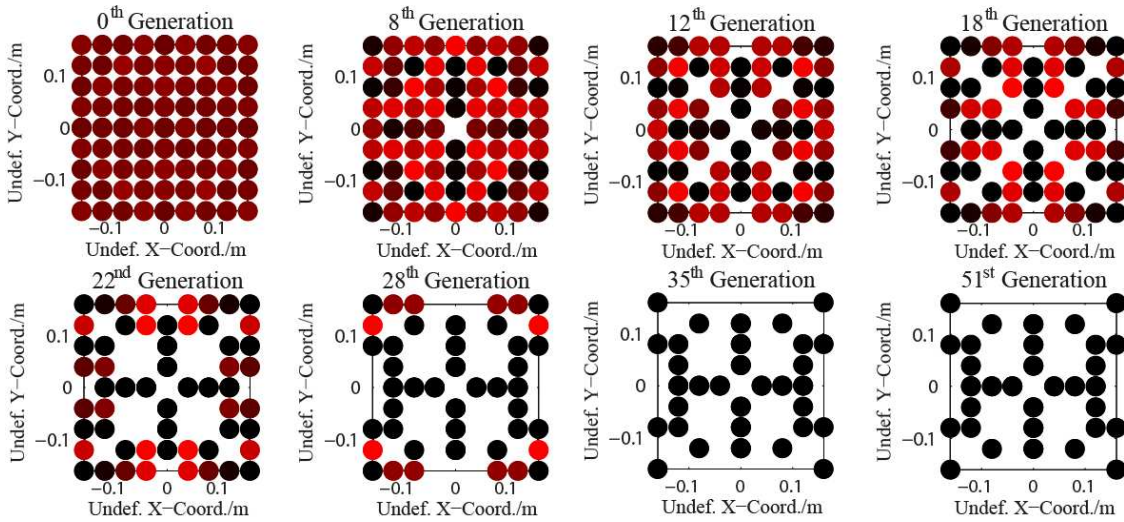 0th Generation
8th Generation
12th Generation
18th Generation
Undef. Y−Coord./m
0.1
0
−0.1
−0.1
0
0.1
Undef. X−Coord./m
Undef. Y−Coord./m
0.1
0
−0.1
−0.1
0
0.1
Undef. X−Coord./m
Undef. Y−Coord./m
0.1
0
−0.1
−0.1
0
0.1
Undef. X−Coord./m
Undef. Y−Coord./m
0.1
0
−0.1
−0.1
0
0.1
Undef. X−Coord./m
22nd Generation
28th Generation
35th Generation
51st Generation
Undef. Y−Coord./m
0.1
0
−0.1
−0.1
0
0.1
Undef. X−Coord./m
Undef. Y−Coord./m
0.1
0
−0.1
−0.1
0
0.1
Undef. X−Coord./m
Undef. Y−Coord./m
0.1
0
−0.1
−0.1
0
0.1
Undef. X−Coord./m
Undef. Y−Coord./m
0.1
0
−0.1
−0.1
0
0.1
Undef. X−Coord./m